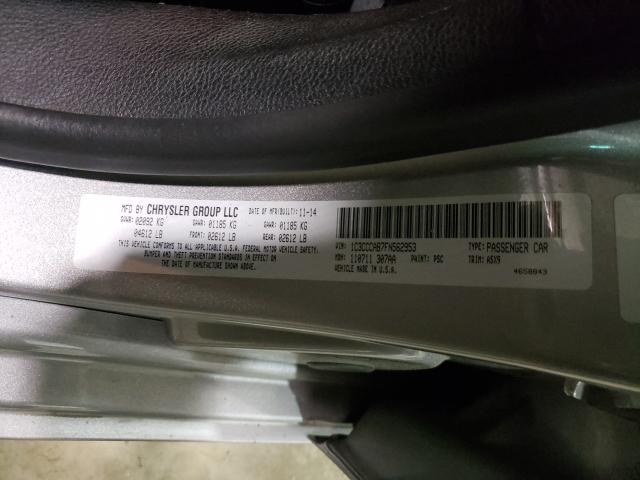 MFD BY CHRYSLER GROUP LLC DATE OF MFR(BUILT): 11-14
GVWR: 02092 KG GAWR: 01185 KG GAWR: 01185 KG
04612 LB FRONT: 02612 LB REAR: 02612 LB
THIS VEHICLE CONFORMS TO ALL APPLICABLE U.S.A. FEDERAL MOTOR VEHICLE SAFETY,
BUMPER AND THEFT PREVENTION STANDARDS IN EFFECT ON
THE DATE OF MANUFACTURE SHOWN ABOVE.
VIN: 1C3CCCAB7FN562353 TYPE: PASSENGER CAR
MDH: 110711 307AA PAINT: PSC TRIM: ASX9
VEHICLE MADE IN U.S.A. 4658843